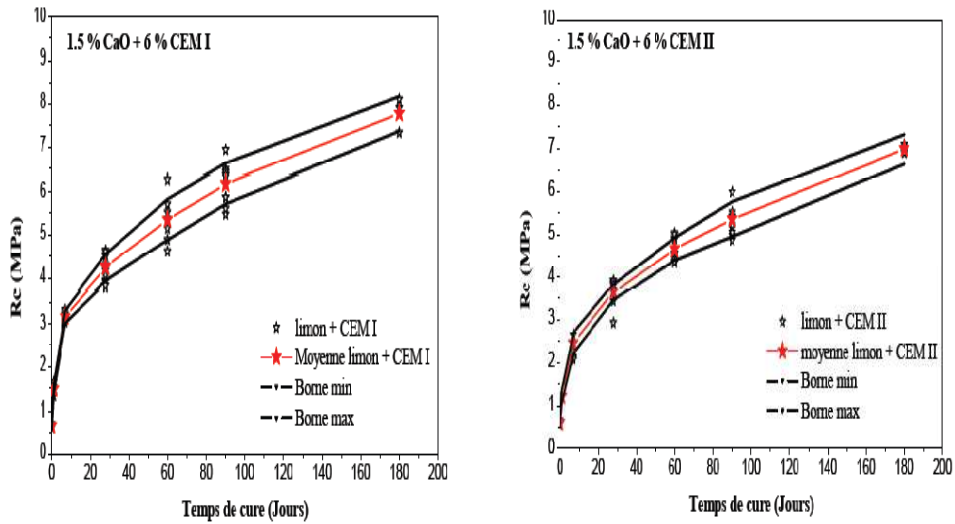 1.5 % CaO + 6 % CEM I
Rc (MPa)
10
9
8
7
6
5
4
3
2
1
0
0 20 40 60 80 100 120 140 160 180 200
Temps de cure (Jours)
limon + CEM I
Moyenne limon + CEM I
Borne min
Borne max
1.5 % CaO + 6 % CEM II
Rc (MPa)
10
9
8
7
6
5
4
3
2
1
0
0 20 40 60 80 100 120 140 160 180 200
Temps de cure (Jours)
limon + CEM II
moyenne limon + CEM II
Borne min
Borne max